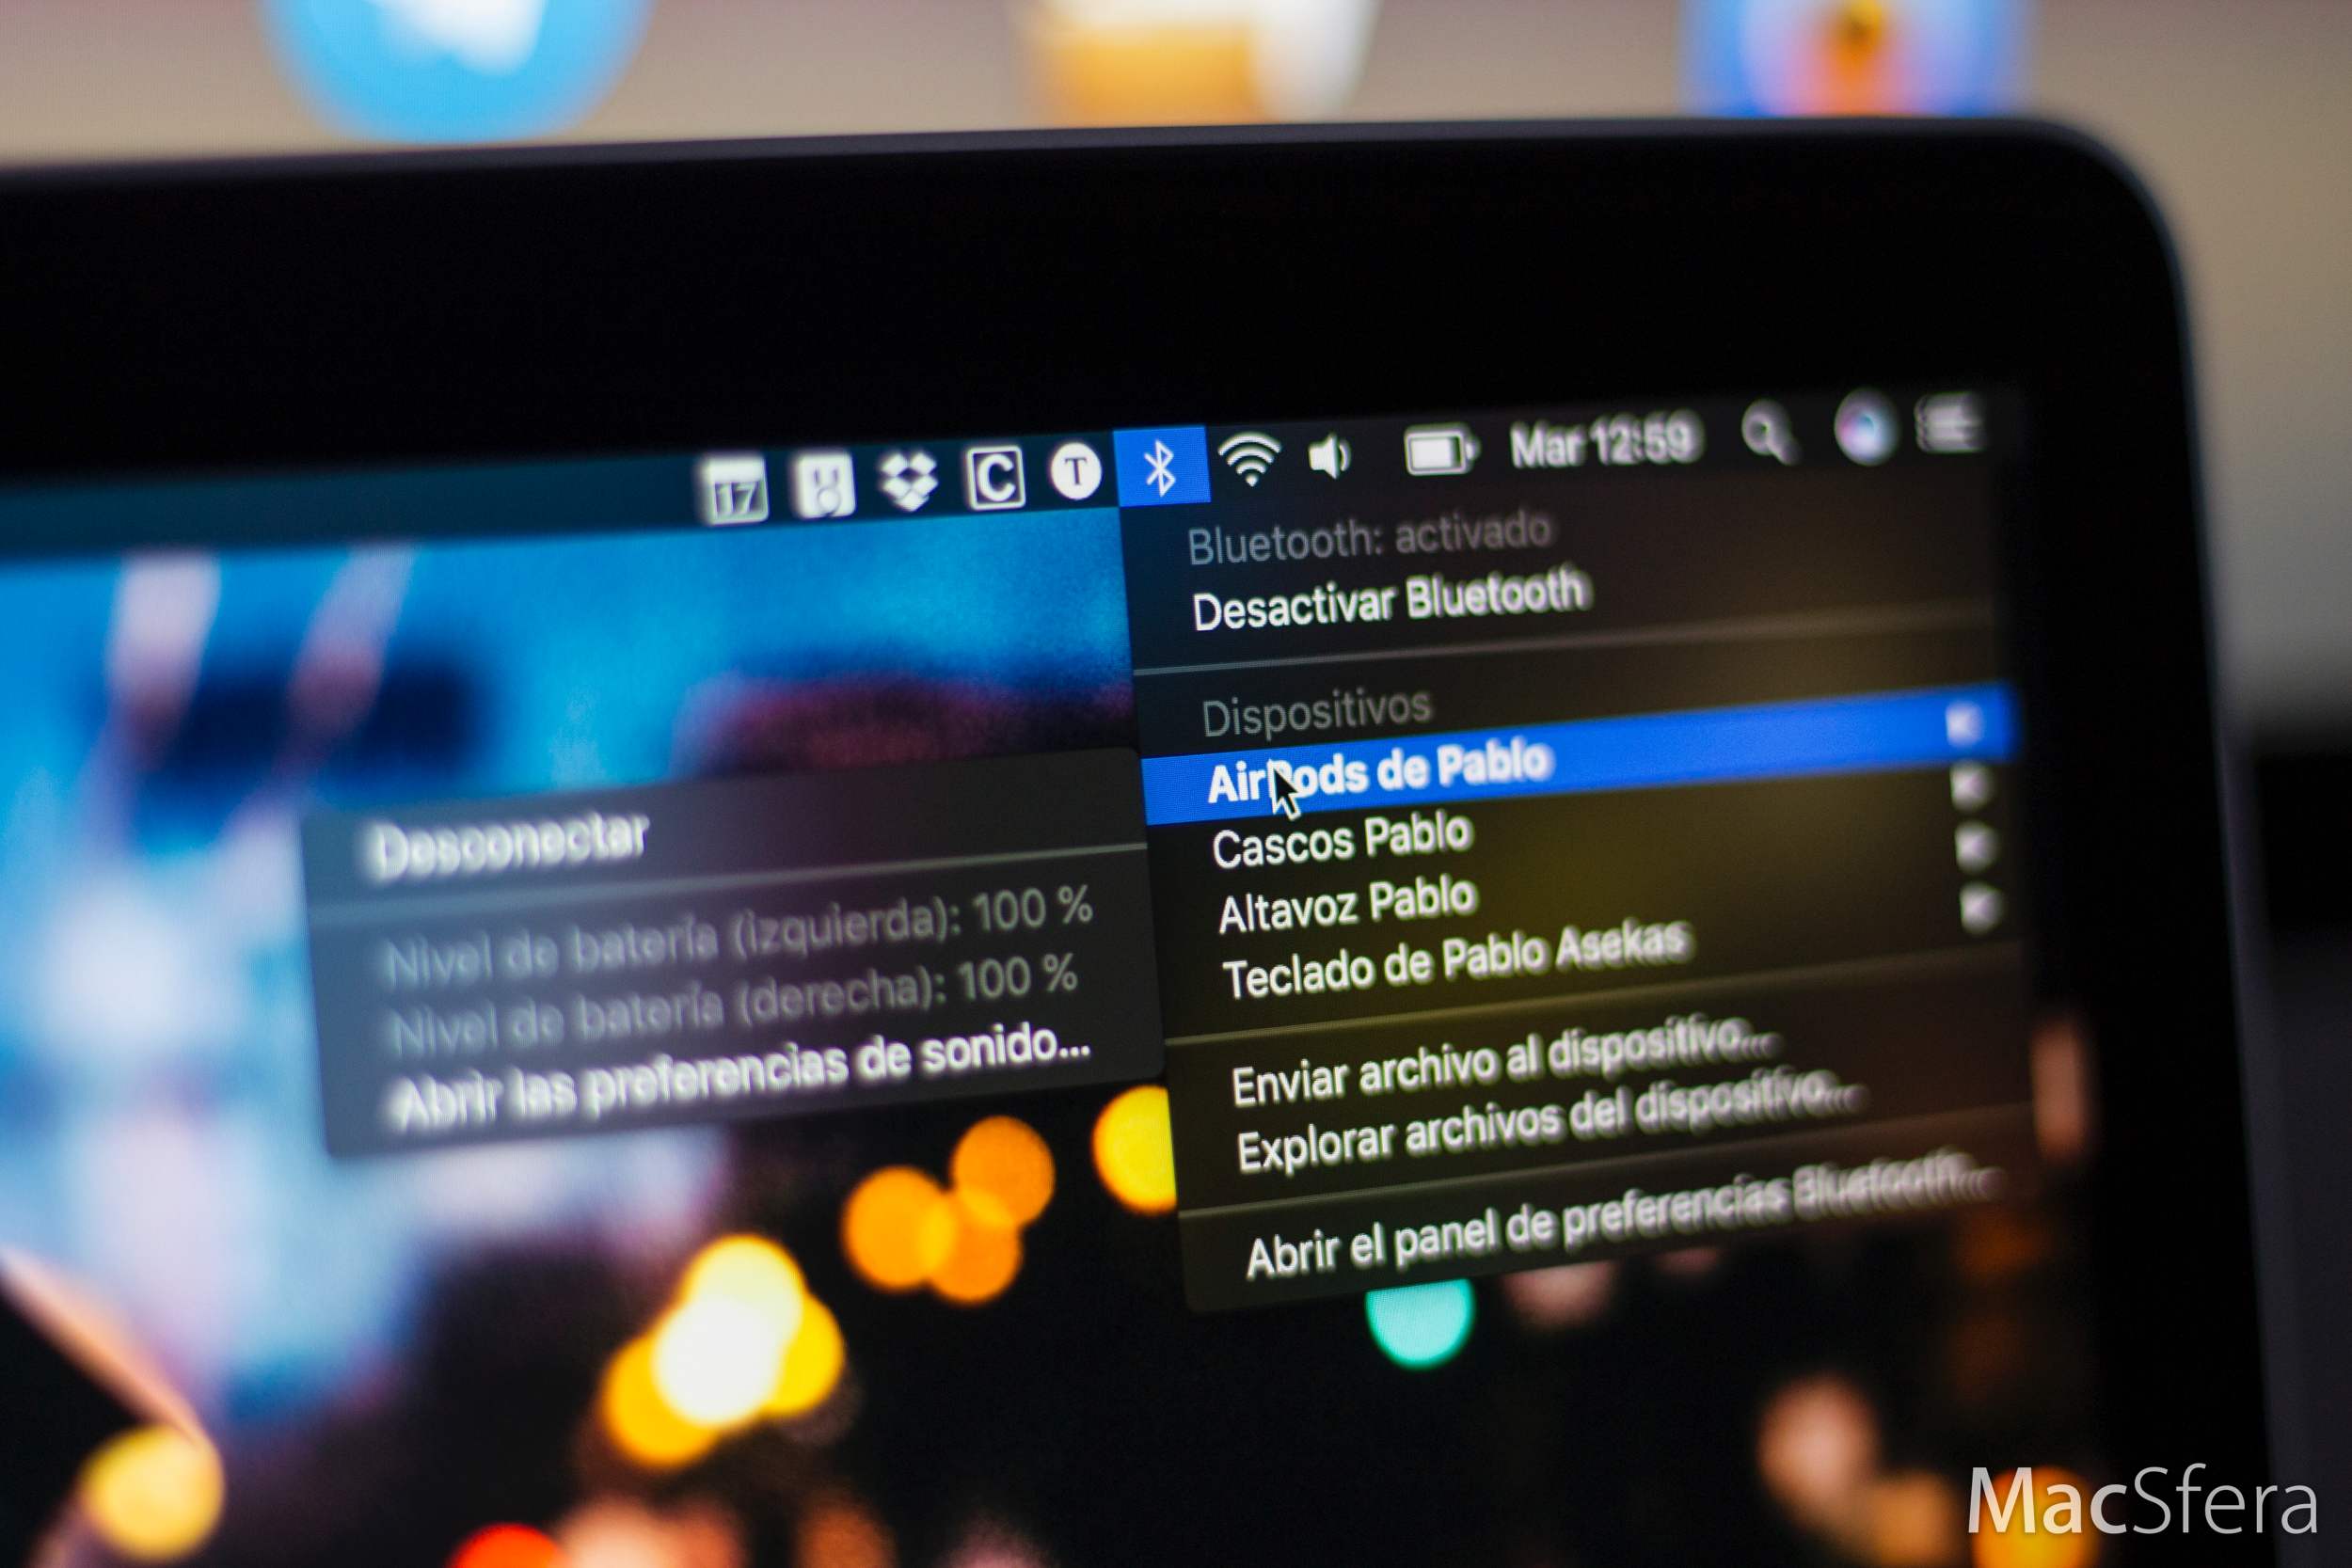 17 C T Mar 12:59
Bluetooth: activado
Desactivar Bluetooth
Dispositivos
AirPods de Pablo
Cascos Pablo
Altavoz Pablo
Teclado de Pablo Asekas
Enviar archivo al dispositivo...
Explorar archivos del dispositivo...
Abrir el panel de preferencias Bluetooth...
Desconectar
Nivel de batería (izquierda): 100 %
Nivel de batería (derecha): 100 %
Abrir las preferencias de sonido...
MacSfera